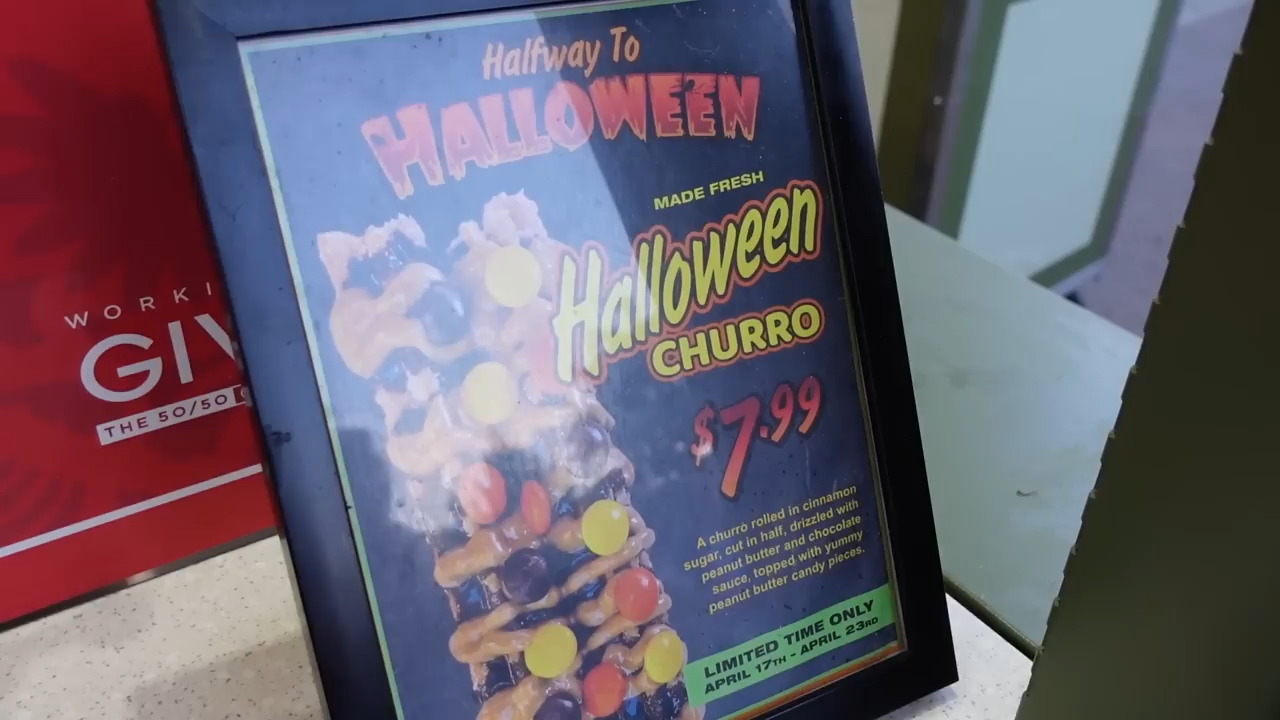 Halfway To
HALLOWEEN
MADE FRESH
Halloween
CHURRO
$7.99
A churro rolled in cinnamon
sugar, cut in half, drizzled with
peanut butter and chocolate
sauce, topped with yummy
peanut butter candy pieces.
LIMITED TIME ONLY
APRIL 17TH - APRIL 23RD
WORKI
GIV
THE 50/50